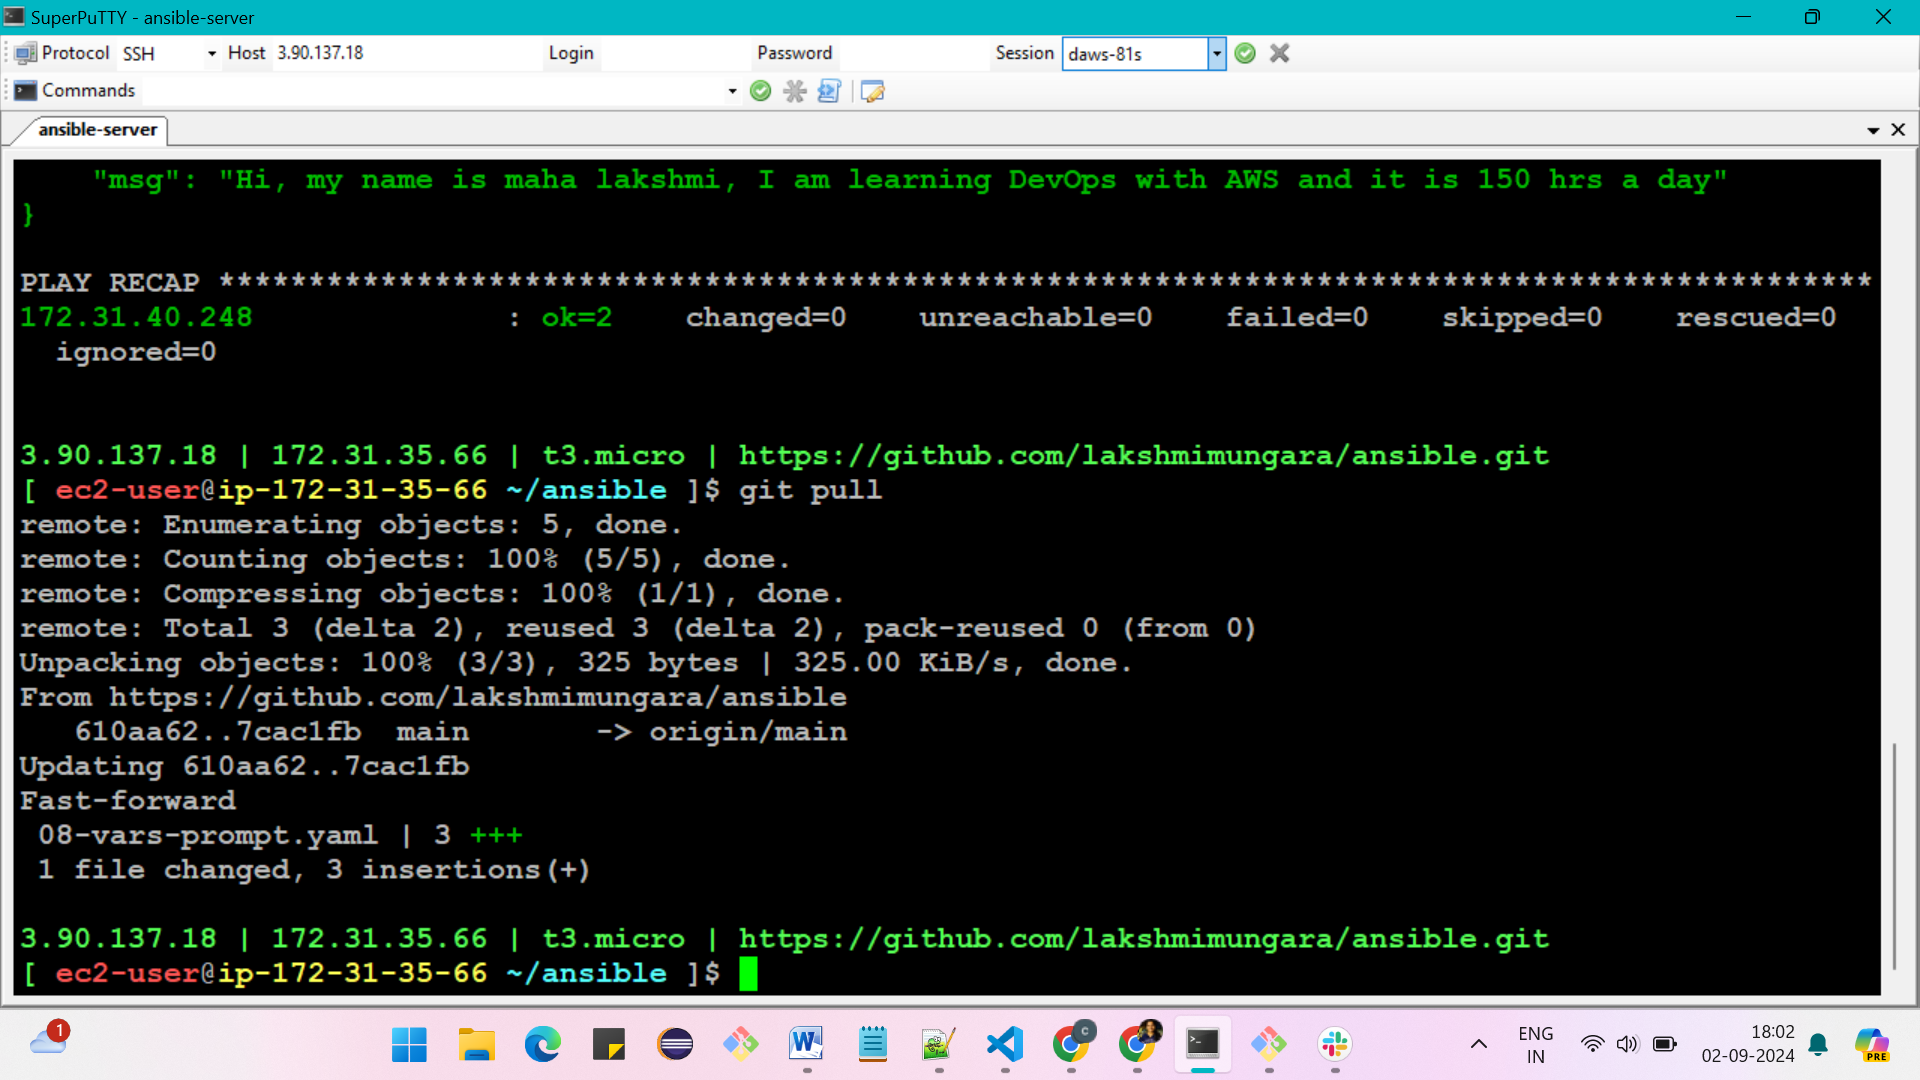 SuperPuTTY - ansible-server
Protocol SSH Host 3.90.137.18 Login Password Session daws-81s
Commands
ansible-server
"msg": "Hi, my name is maha lakshmi, I am learning DevOps with AWS and it is 150 hrs a day"
}
PLAY RECAP ********************************************************************************************
172.31.40.248 : ok=2 changed=0 unreachable=0 failed=0 skipped=0 rescued=0
ignored=0
3.90.137.18 | 172.31.35.66 | t3.micro | https://github.com/lakshmimungara/ansible.git
[ ec2-user@ip-172-31-35-66 ~/ansible ]$ git pull
remote: Enumerating objects: 5, done.
remote: Counting objects: 100% (5/5), done.
remote: Compressing objects: 100% (1/1), done.
remote: Total 3 (delta 2), reused 3 (delta 2), pack-reused 0 (from 0)
Unpacking objects: 100% (3/3), 325 bytes | 325.00 KiB/s, done.
From https://github.com/lakshmimungara/ansible
610aa62..7cac1fb main -> origin/main
Updating 610aa62..7cac1fb
Fast-forward
08-vars-prompt.yaml | 3 +++
1 file changed, 3 insertions(+)
3.90.137.18 | 172.31.35.66 | t3.micro | https://github.com/lakshmimungara/ansible.git
[ ec2-user@ip-172-31-35-66 ~/ansible ]$
1
W
C
ENG
IN
18:02
02-09-2024
PRE